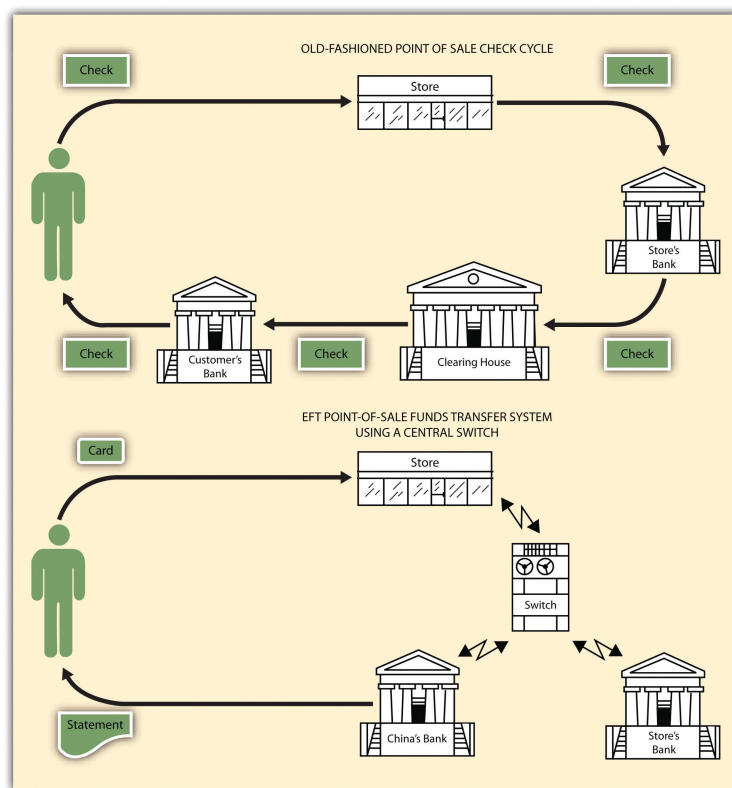 OLD-FASHIONED POINT OF SALE CHECK CYCLE
Check
Check
Store
Store's
Bank
Customer's
Bank
Clearing House
Check
Check
Check
EFT POINT-OF-SALE FUNDS TRANSFER SYSTEM
USING A CENTRAL SWITCH
Card
Store
Switch
Statement
China's Bank
Store's
Bank